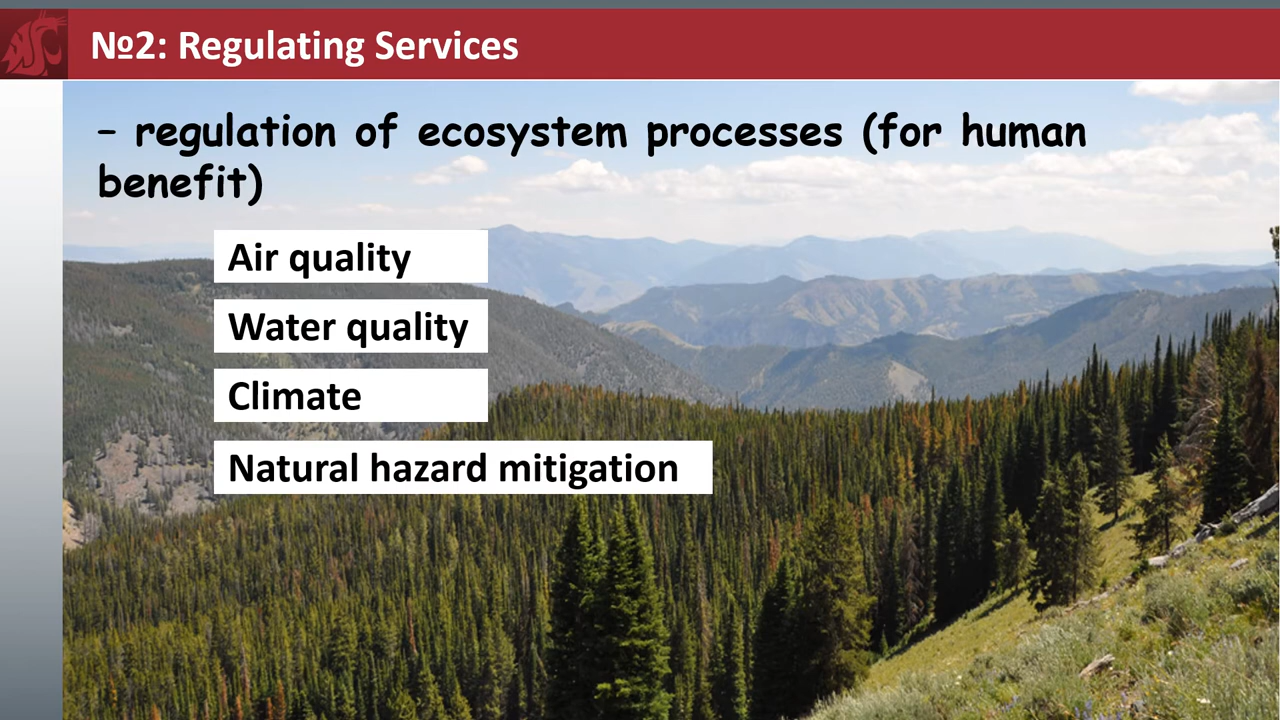 №2: Regulating Services
– regulation of ecosystem processes (for human
benefit)
Air quality
Water quality
Climate
Natural hazard mitigation